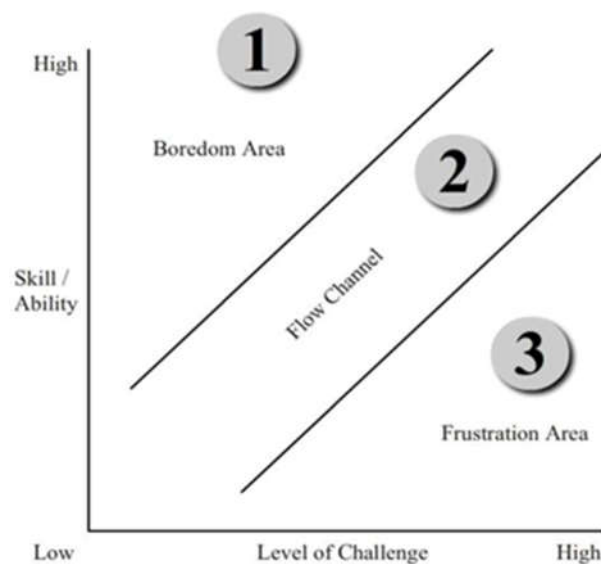 1
High
Boredom Area
2
Skill /
Ability
Flow Channel
3
Frustration Area
Low
Level of Challenge
High